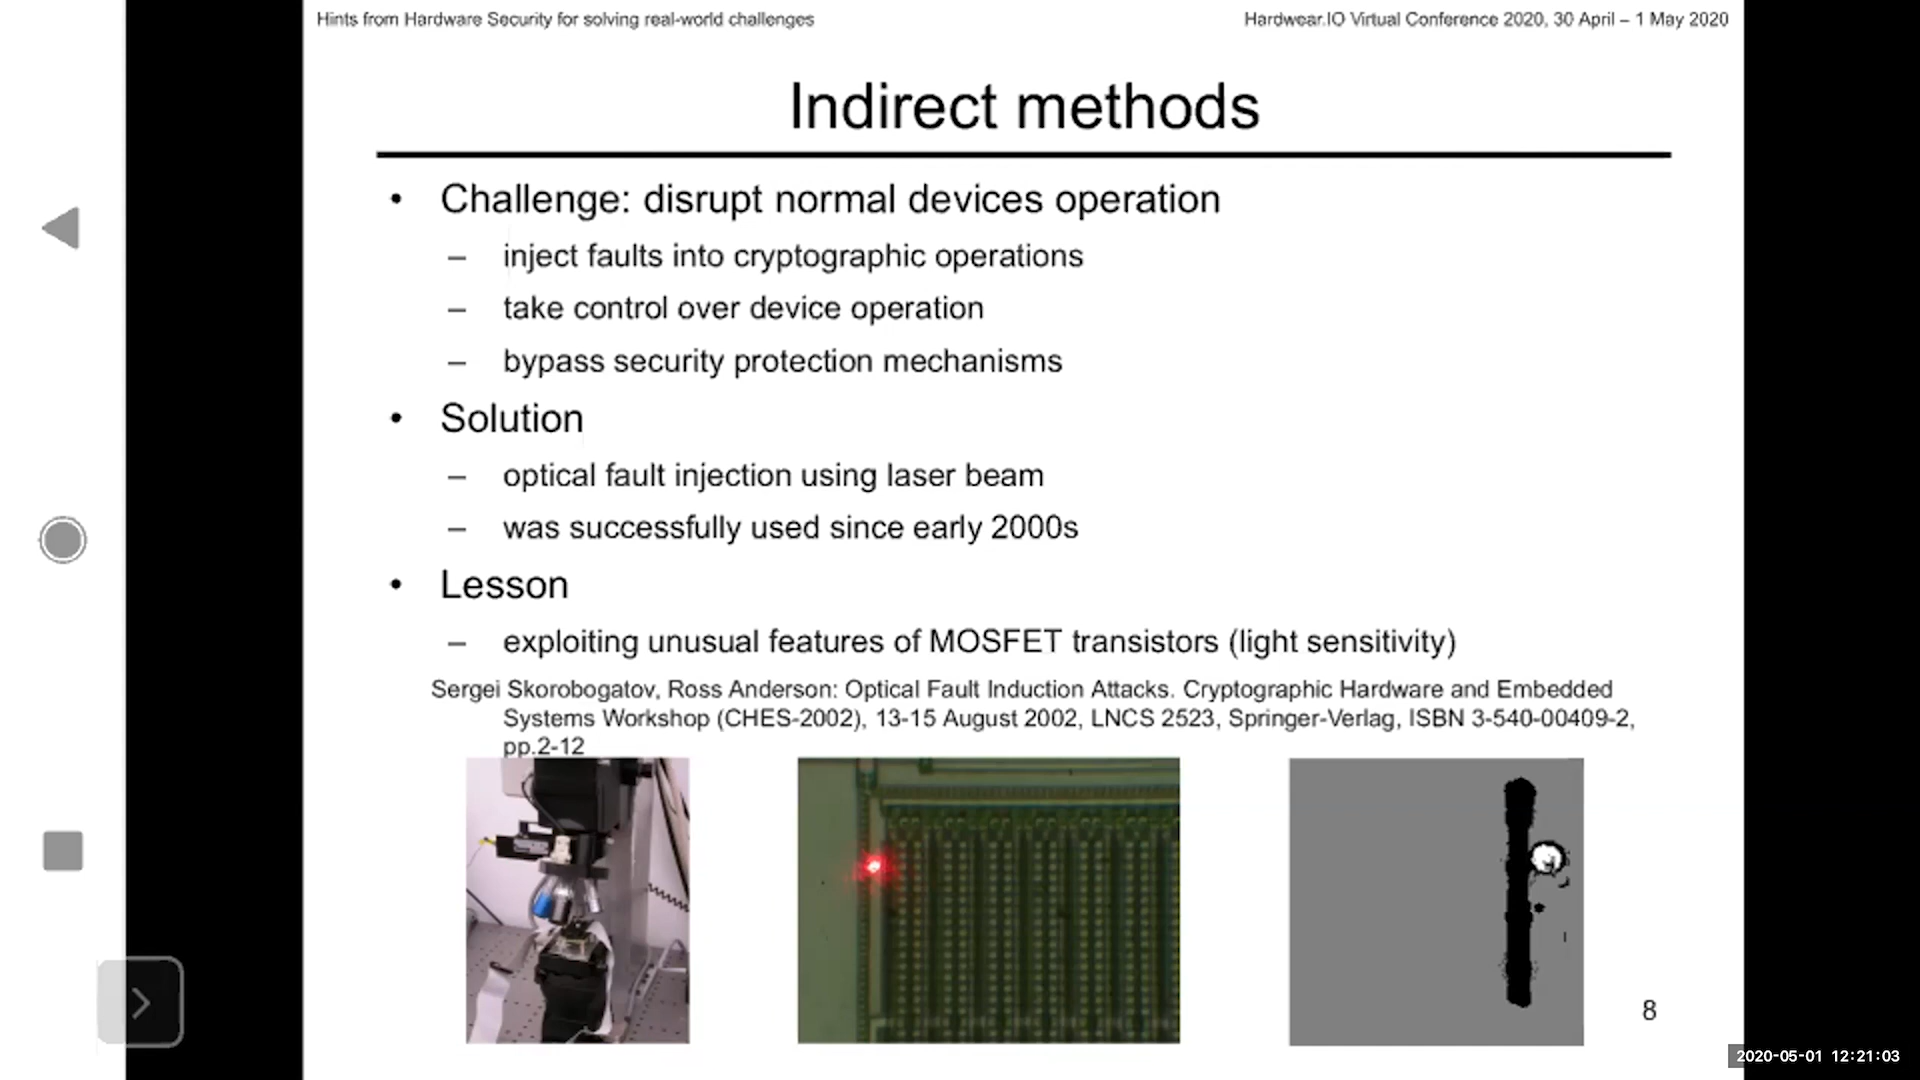 Hints from Hardware Security for solving real-world challenges
Hardwear.IO Virtual Conference 2020, 30 April – 1 May 2020
Indirect methods
• Challenge: disrupt normal devices operation
– inject faults into cryptographic operations
– take control over device operation
– bypass security protection mechanisms
• Solution
– optical fault injection using laser beam
– was successfully used since early 2000s
• Lesson
– exploiting unusual features of MOSFET transistors (light sensitivity)
Sergei Skorobogatov, Ross Anderson: Optical Fault Induction Attacks. Cryptographic Hardware and Embedded
Systems Workshop (CHES-2002), 13-15 August 2002, LNCS 2523, Springer-Verlag, ISBN 3-540-00409-2,
pp.2-12
8
2020-05-01 12:21:03